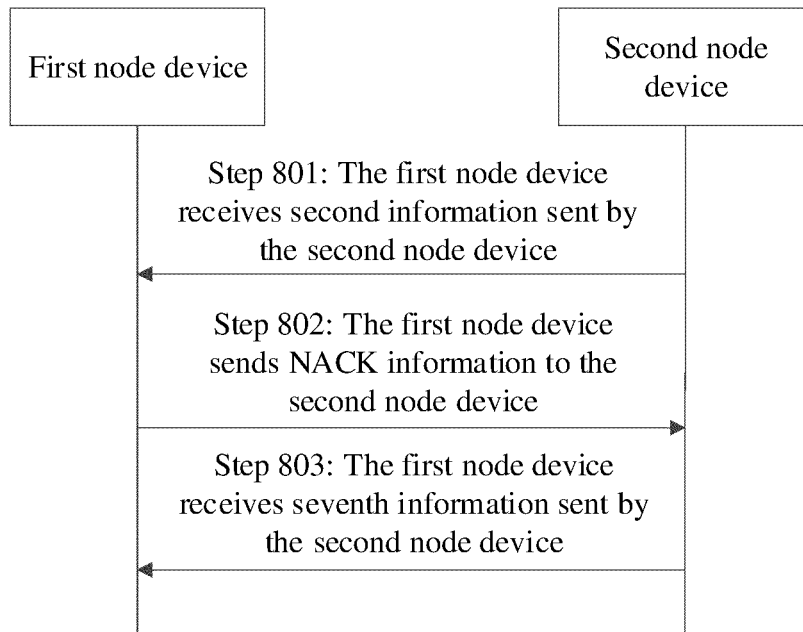 First node device
Second node
device
Step 801: The first node device
receives second information sent by
the second node device
Step 802: The first node device
sends NACK information to the
second node device
Step 803: The first node device
receives seventh information sent by
the second node device